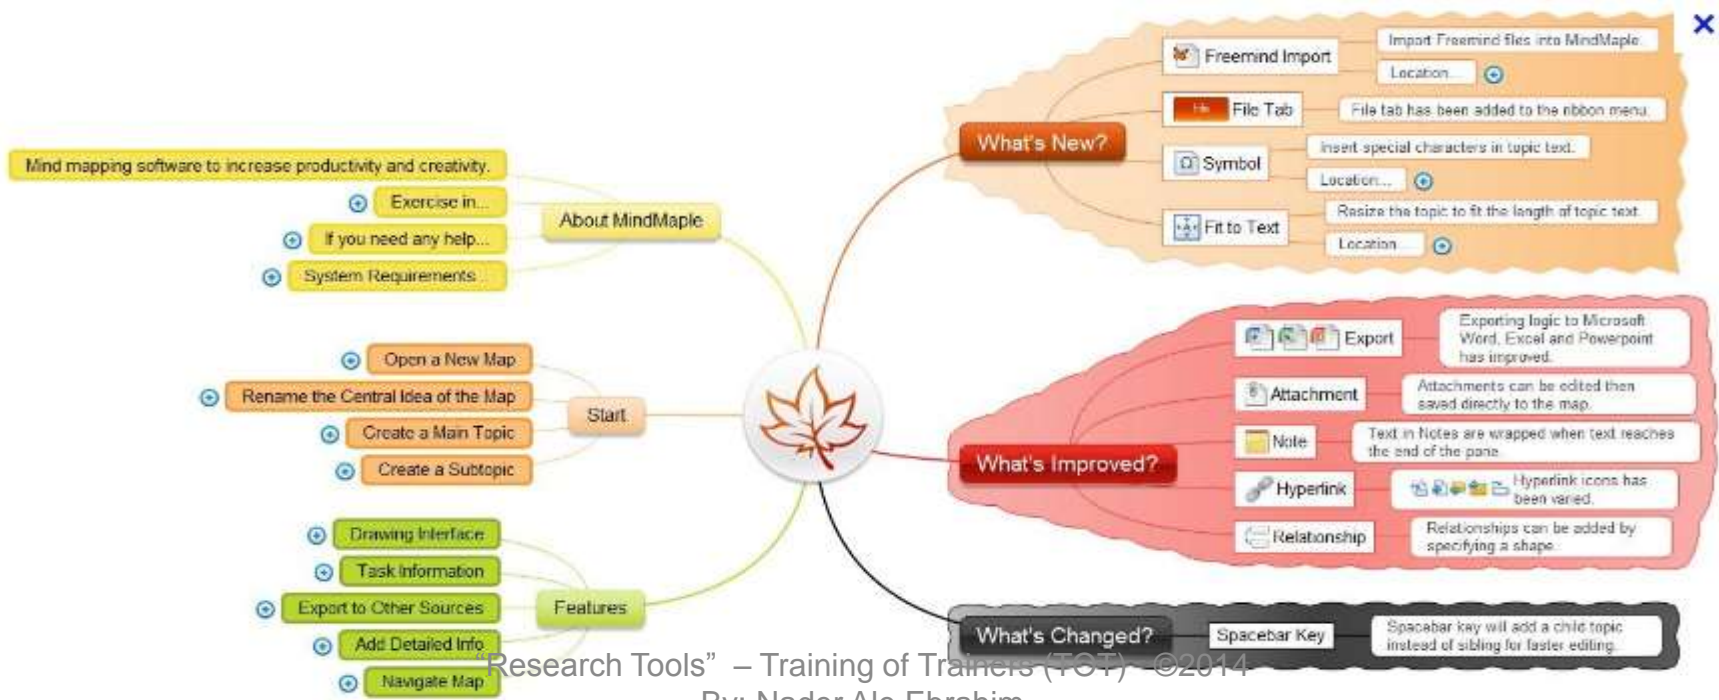 Mind mapping software to increase productivity and creativity.
Exercise in...
If you need any help...
System Requirements...
About MindMaple
Open a New Map
Rename the Central Idea of the Map
Create a Main Topic
Create a Subtopic
Start
Drawing Interface
Task Information
Export to Other Sources
Add Detailed Info
Navigate Map
Features
What's New?
Freemind Import
Import Freemind files into MindMaple.
Location...
File
File Tab
File tab has been added to the ribbon menu.
Symbol
Insert special characters in topic text.
Location...
Fit to Text
Resize the topic to fit the length of topic text.
Location...
What's Improved?
Export
Exporting logic to Microsoft
Word, Excel and Powerpoint
has improved.
Attachment
Attachments can be edited then
saved directly to the map.
Note
Text in Notes are wrapped when text reaches
the end of the pane.
Hyperlink
Hyperlink icons has
been varied.
Relationship
Relationships can be added by
specifying a shape.
What's Changed?
Spacebar Key
Spacebar key will add a child topic
instead of sibling for faster editing.
“Research Tools” – Training of Trainers (TOT) - ©2014
By: Nader Ale Ebrahim